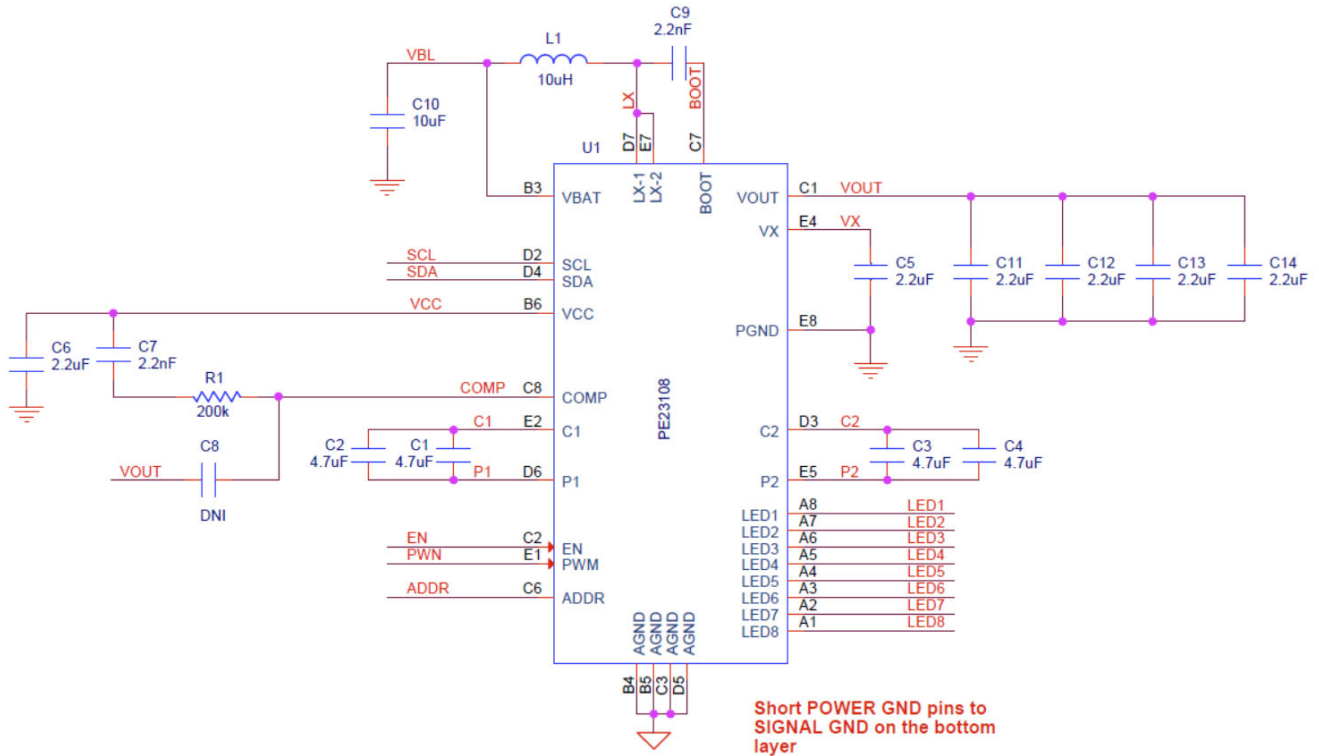 C9
2.2nF
L1
VBL
10uH
C10
10uF
LX
BOOT
D7
E7
C7
U1
LX-1
LX-2
BOOT
B3
VBAT
VOUT
C1
VOUT
VX
E4
VX
SCL
D2
SCL
SDA
D4
SDA
C5
2.2uF
C11
2.2uF
C12
2.2uF
C13
2.2uF
C14
2.2uF
VCC
B6
VCC
PGND
E8
C6
2.2uF
C7
2.2nF
R1
200k
COMP
C8
COMP
PE23108
C1
E2
C1
C2
4.7uF
C1
4.7uF
P1
D6
P1
C2
D3
C2
C3
4.7uF
C4
4.7uF
P2
E5
P2
C8
VOUT
DNI
LED1
A8
LED1
LED2
A7
LED2
LED3
A6
LED3
LED4
A5
LED4
LED5
A4
LED5
LED6
A3
LED6
LED7
A2
LED7
LED8
A1
LED8
EN
C2
EN
PWN
E1
PWM
ADDR
C6
ADDR
AGND
AGND
AGND
AGND
B4
B5
C3
D5
Short POWER GND pins to
SIGNAL GND on the bottom
layer